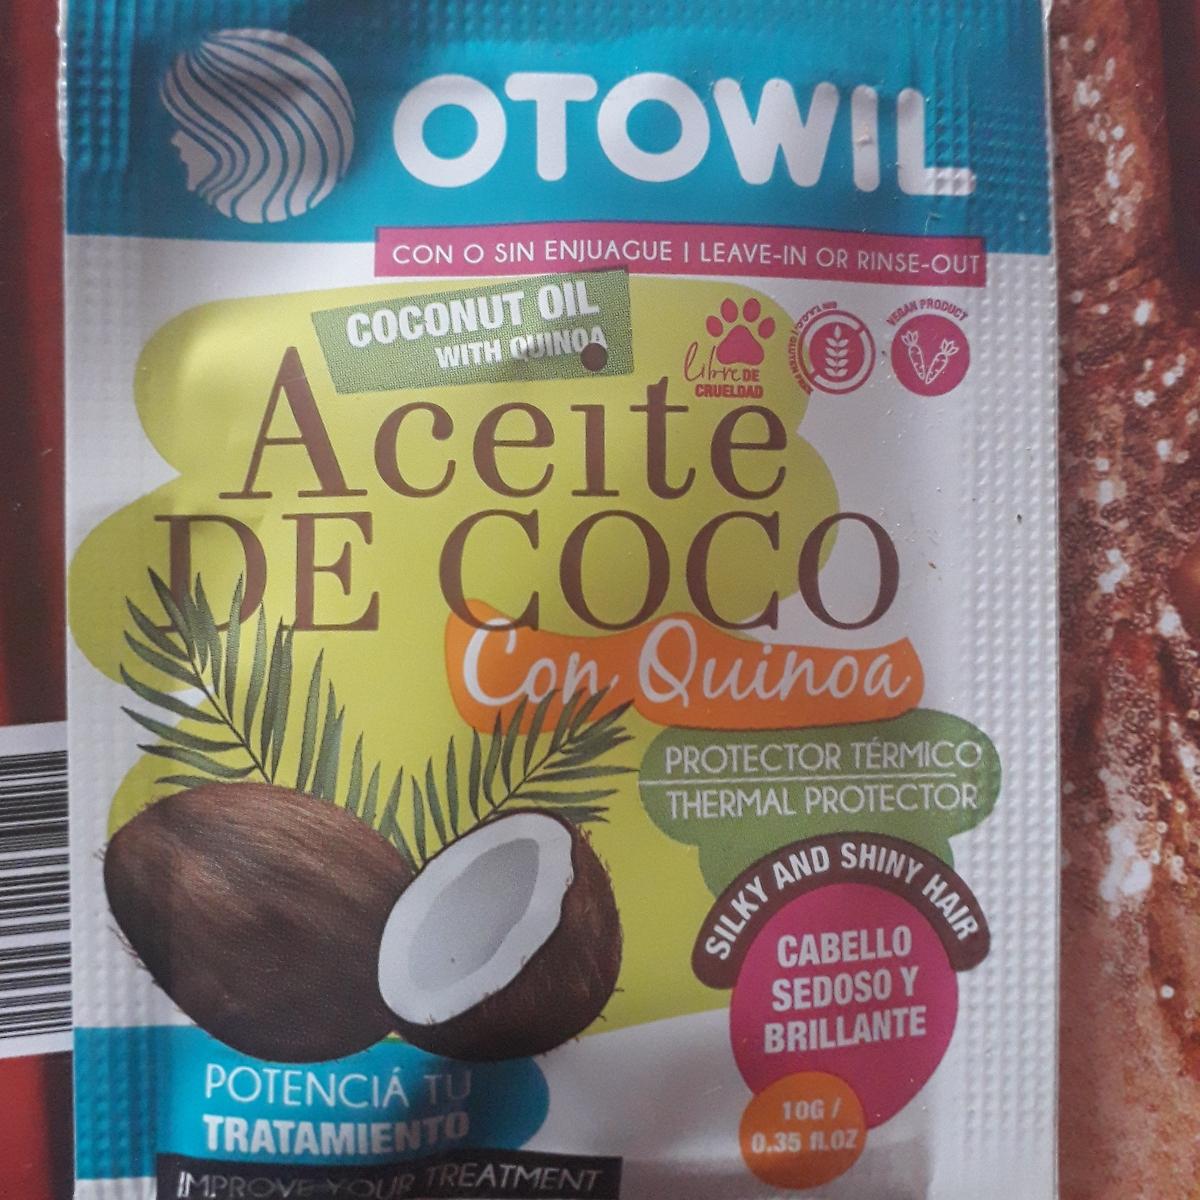 OTOWIL
CON O SIN ENJUAGUE | LEAVE-IN OR RINSE-OUT
COCONUT OIL
WITH QUINOA
libre DE
CRUELDAD
VEGAN PRODUCT
Aceite
DE COCO
Con Quinoa
PROTECTOR TÉRMICO
THERMAL PROTECTOR
SILKY AND SHINY HAIR
CABELLO
SEDOSO Y
BRILLANTE
10G /
0.35 fl.OZ
POTENCIÁ TU
TRATAMIENTO
IMPROVE YOUR TREATMENT